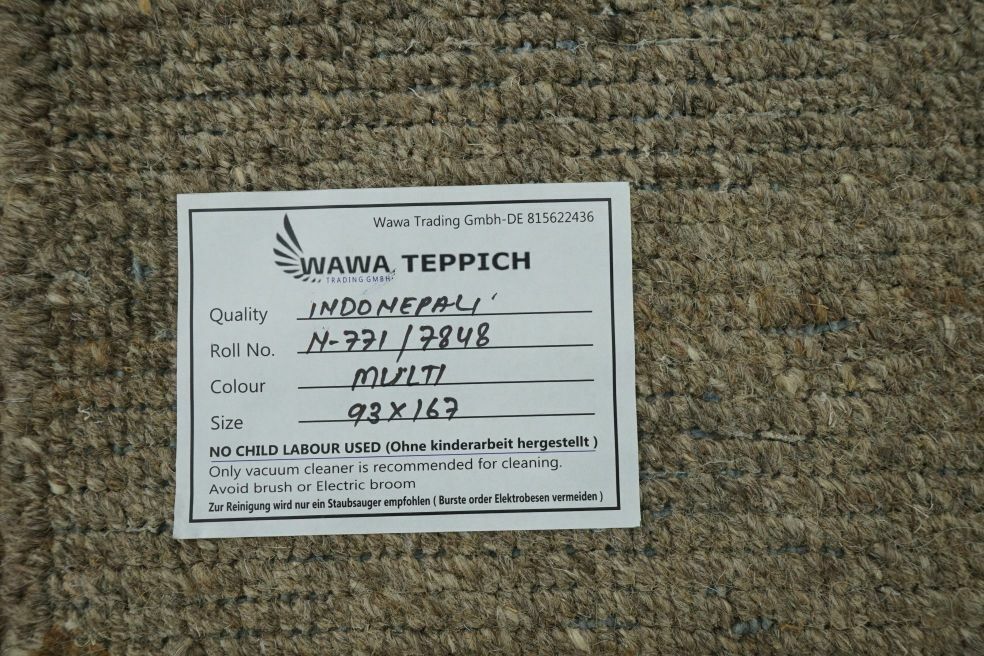 Wawa Trading Gmbh-DE 815622436
WAWA TEPPICH
TRADING GMBH
Quality INDONEPALI
Roll No. N-771/7848
Colour MULTI
Size 93X167
NO CHILD LABOUR USED (Ohne kinderarbeit hergestellt )
Only vacuum cleaner is recommended for cleaning.
Avoid brush or Electric broom
Zur Reinigung wird nur ein Staubsauger empfohlen ( Burste order Elektrobesen vermeiden )